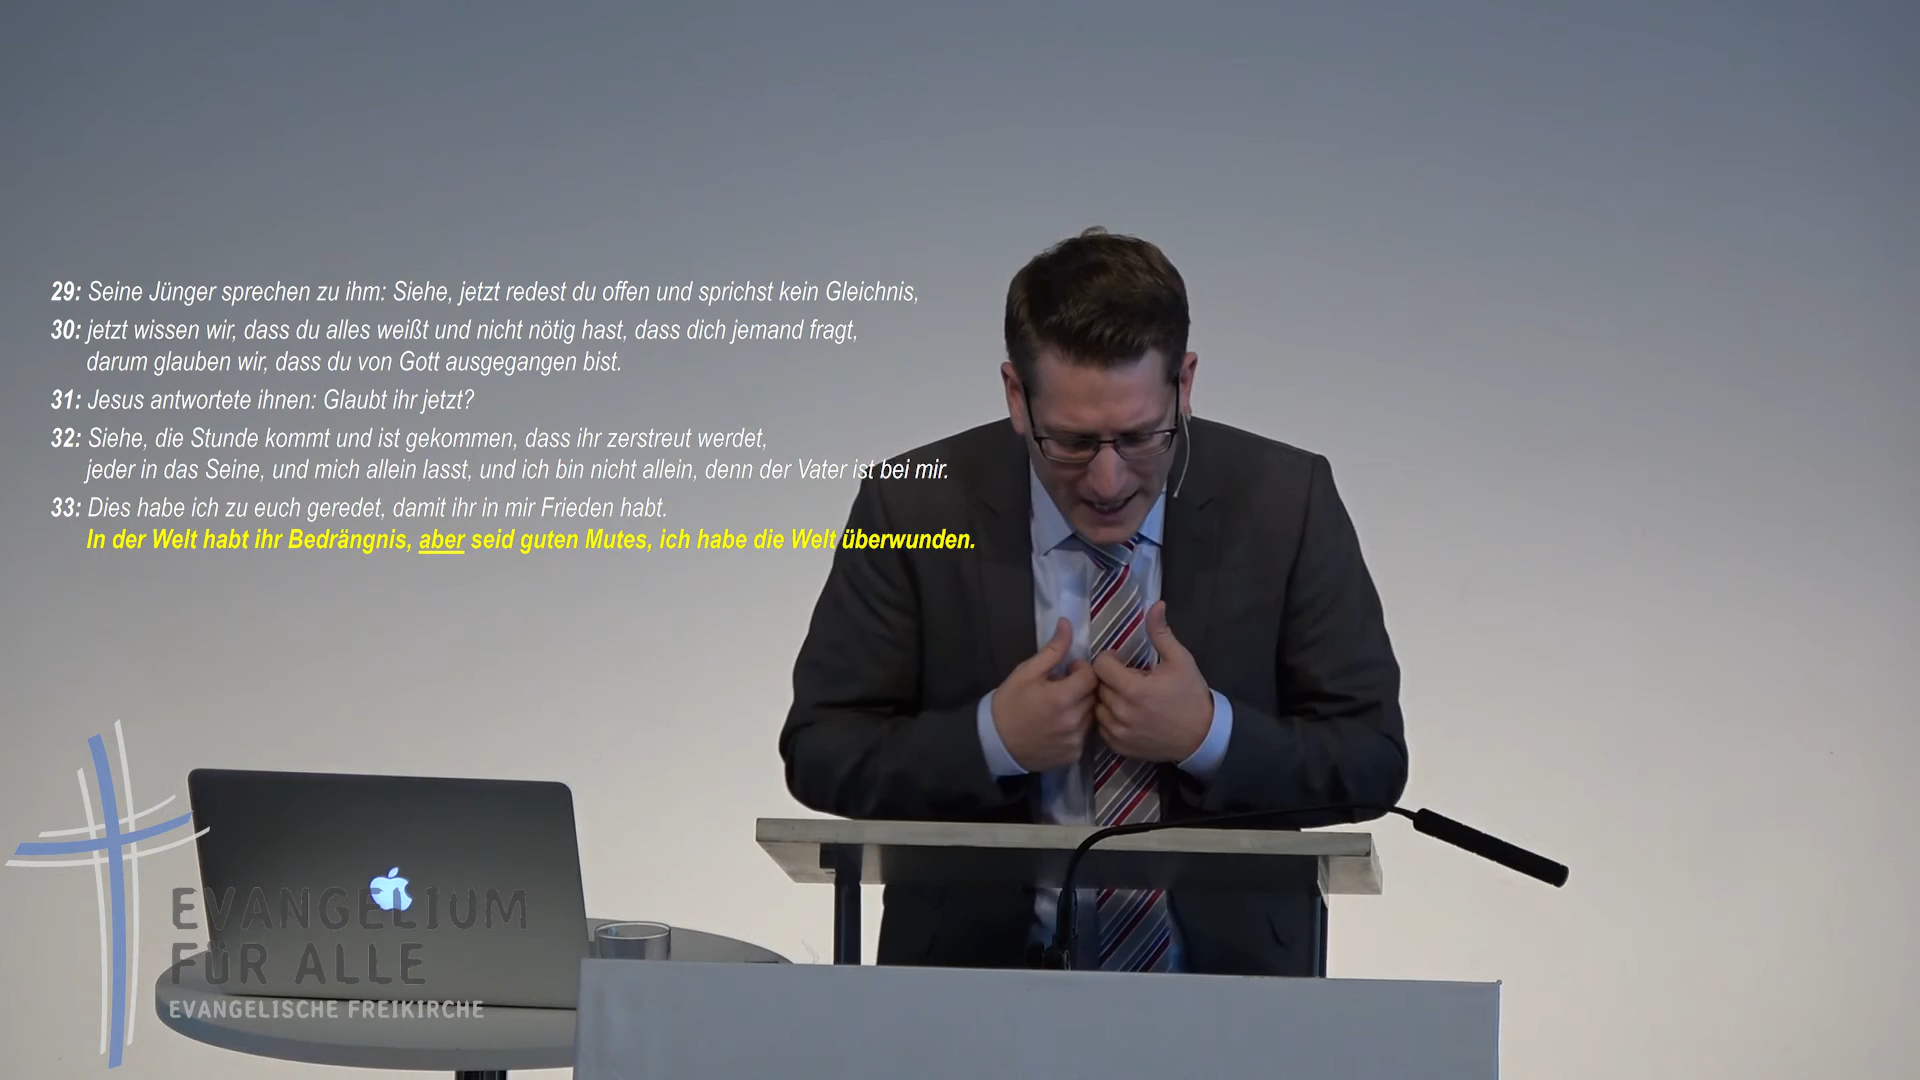 29: Seine Jünger sprechen zu ihm: Siehe, jetzt redest du offen und sprichst kein Gleichnis,
30: jetzt wissen wir, dass du alles weißt und nicht nötig hast, dass dich jemand fragt,
darum glauben wir, dass du von Gott ausgegangen bist.
31: Jesus antwortete ihnen: Glaubt ihr jetzt?
32: Siehe, die Stunde kommt und ist gekommen, dass ihr zerstreut werdet,
jeder in das Seine, und mich allein lasst, und ich bin nicht allein, denn der Vater ist bei mir.
33: Dies habe ich zu euch geredet, damit ihr in mir Frieden habt.
In der Welt habt ihr Bedrängnis, aber seid guten Mutes, ich habe die Welt überwunden.
EVANGELIUM
FÜR ALLE
EVANGELISCHE FREIKIRCHE